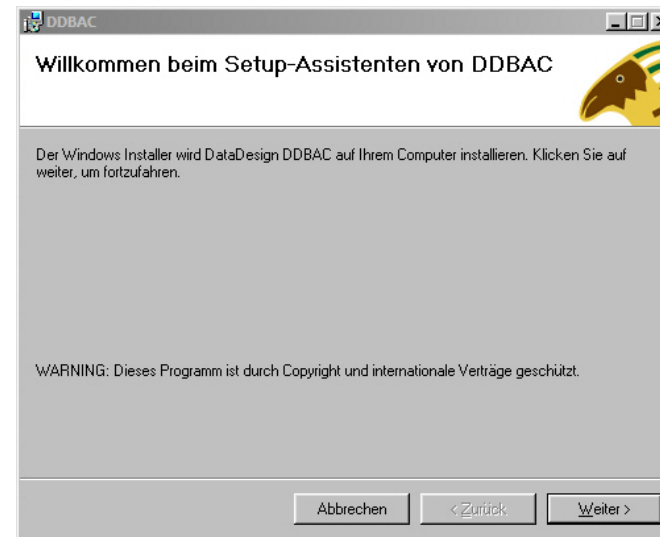 DDBAC
Willkommen beim Setup-Assistenten von DDBAC
Der Windows Installer wird DataDesign DDBAC auf Ihrem Computer installieren. Klicken Sie auf
weiter, um fortzufahren.
WARNING: Dieses Programm ist durch Copyright und internationale Verträge geschützt.
Abbrechen
< Zurück
Weiter >